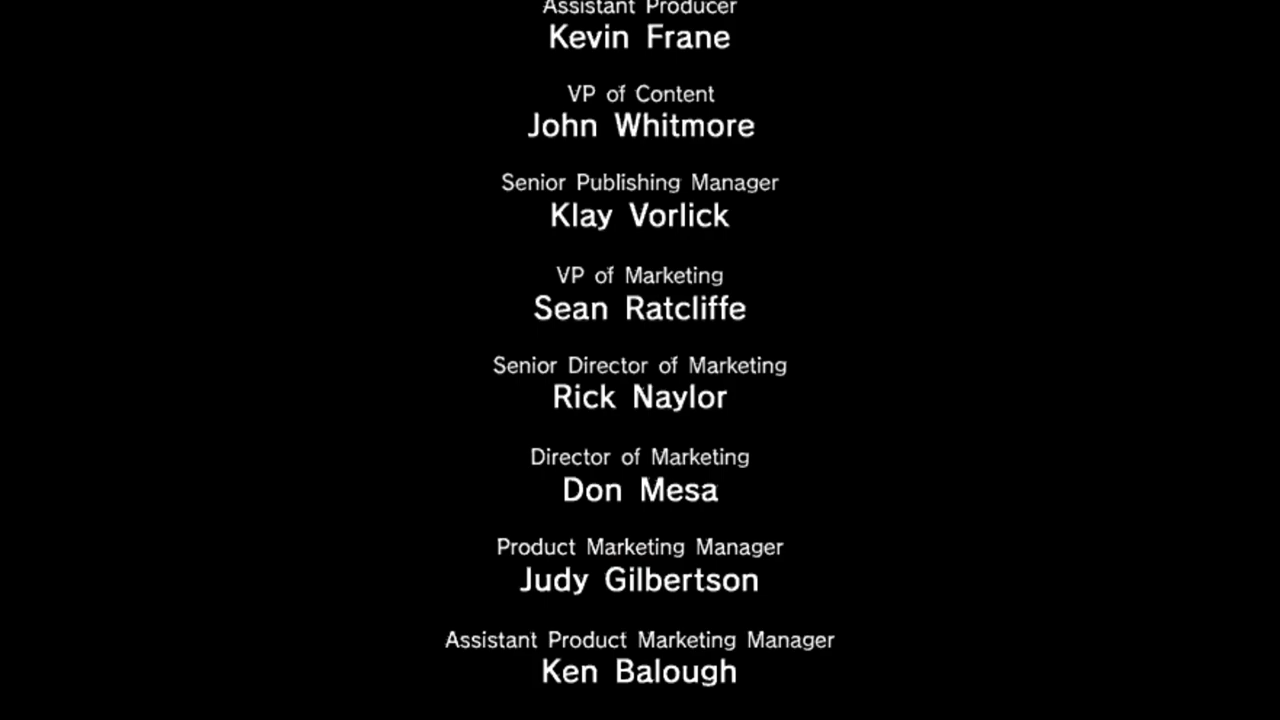 Assistant Producer
Kevin Frane
VP of Content
John Whitmore
Senior Publishing Manager
Klay Vorlick
VP of Marketing
Sean Ratcliffe
Senior Director of Marketing
Rick Naylor
Director of Marketing
Don Mesa
Product Marketing Manager
Judy Gilbertson
Assistant Product Marketing Manager
Ken Balough